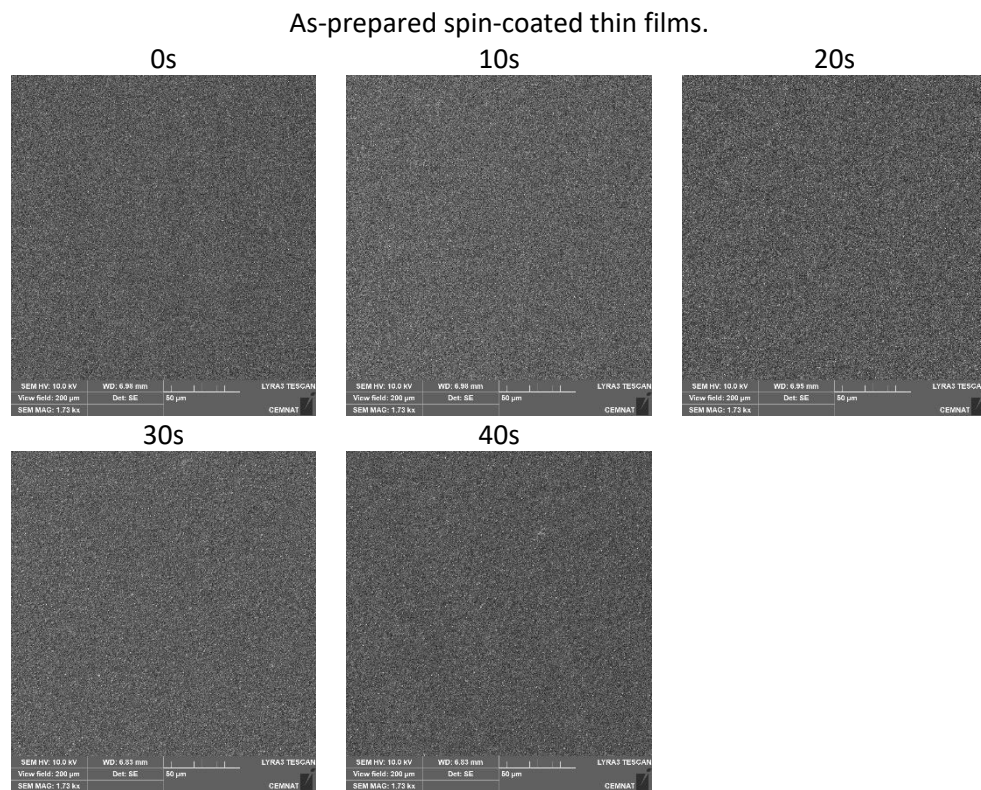 As-prepared spin-coated thin films.
0s
10s
20s
SEM HV: 10.0 kV WD: 6.98 mm LYRA3 TESCAN
View field: 200 µm Det: SE 50 µm
SEM MAG: 1.73 kx CEMNAT
SEM HV: 10.0 kV WD: 6.98 mm LYRA3 TESCAN
View field: 200 µm Det: SE 50 µm
SEM MAG: 1.73 kx CEMNAT
SEM HV: 10.0 kV WD: 6.95 mm LYRA3 TESCAN
View field: 200 µm Det: SE 50 µm
SEM MAG: 1.73 kx CEMNAT
30s
40s
SEM HV: 10.0 kV WD: 6.83 mm LYRA3 TESCAN
View field: 200 µm Det: SE 50 µm
SEM MAG: 1.73 kx CEMNAT
SEM HV: 10.0 kV WD: 6.83 mm LYRA3 TESCAN
View field: 200 µm Det: SE 50 µm
SEM MAG: 1.73 kx CEMNAT